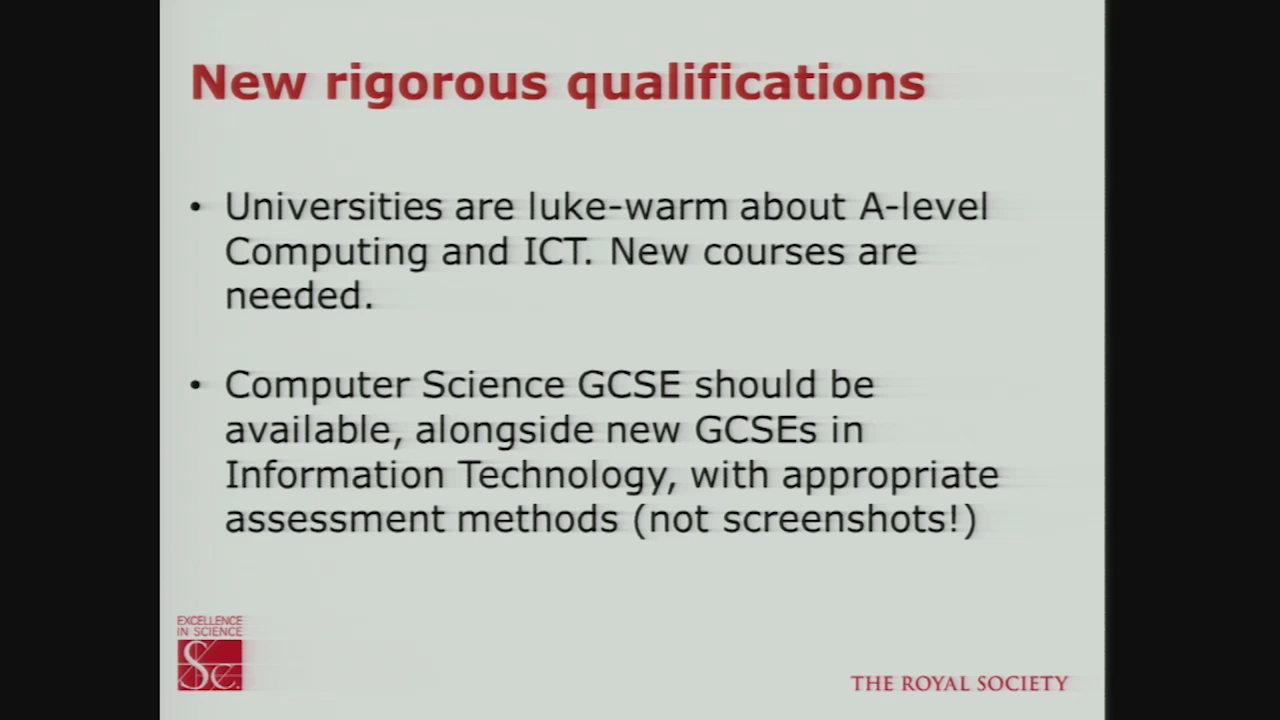 New rigorous qualifications
• Universities are luke-warm about A-level
Computing and ICT. New courses are
needed.
• Computer Science GCSE should be
available, alongside new GCSEs in
Information Technology, with appropriate
assessment methods (not screenshots!)
EXCELLENCE
IN SCIENCE
Se
THE ROYAL SOCIETY